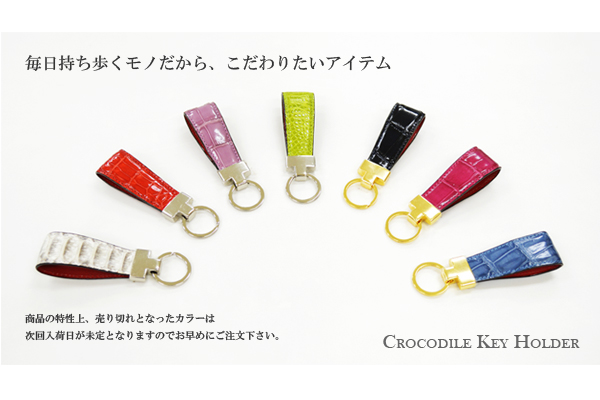 毎日持ち歩くモノだから、こだわりたいアイテム
商品の特性上、売り切れとなったカラーは
次回入荷日が未定となりますのでお早めにご注文下さい。
CROCODILE KEY HOLDER